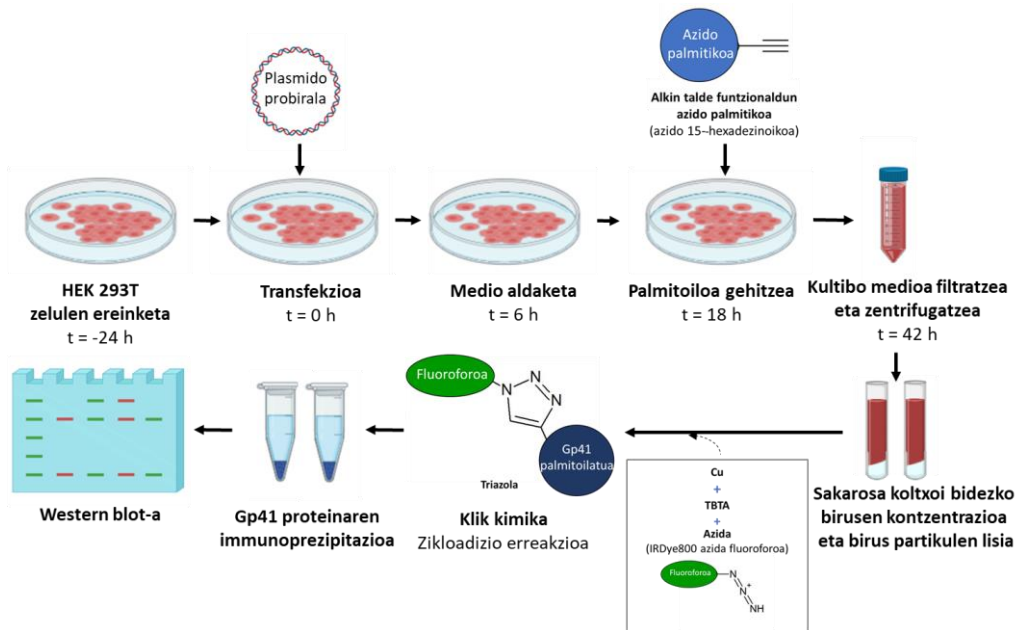 Plasmido
probirala
Azido
palmitikoa
Alkin talde funtzionaldun
azido palmitikoa
(azido 15--hexadezinoikoa)
HEK 293T
zelulen ereinketa
t = -24 h
Transfekzioa
t = 0 h
Medio aldaketa
t = 6 h
Palmitoiloa gehitzea
t = 18 h
Kultibo medioa filtratzea
eta zentrifugatzea
t = 42 h
Sakarosa koltxoi bidezko
birusen kontzentrazioa
eta birus partikulen lisia
Cu
+
TBTA
+
Azida
(IRDye800 azida fluoroforoa)
Fluoroforoa
N
N
+
NH
Fluoroforoa
N
N
N
Gp41
palmitoilatua
Triazola
Klik kimika
Zikloadizio erreakzioa
Gp41 proteinaren
immunoprezipitazioa
Western blot-a